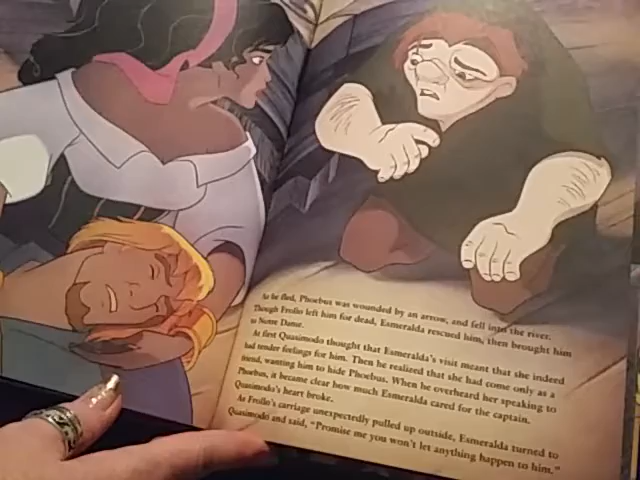 As he fled, Phoebus was wounded by an arrow, and fell into the river.
Though Frollo left him for dead, Esmeralda rescued him, then brought him
to Notre Dame.
At first Quasimodo thought that Esmeralda's visit meant that she indeed
had tender feelings for him. Then he realized that she had come only as a
friend, wanting him to hide Phoebus. When he overheard her speaking to
Phoebus, it became clear how much Esmeralda cared for the captain.
Quasimodo's heart broke.
As Frollo's carriage unexpectedly pulled up outside, Esmeralda turned to
Quasimodo and said, "Promise me you won't let anything happen to him."